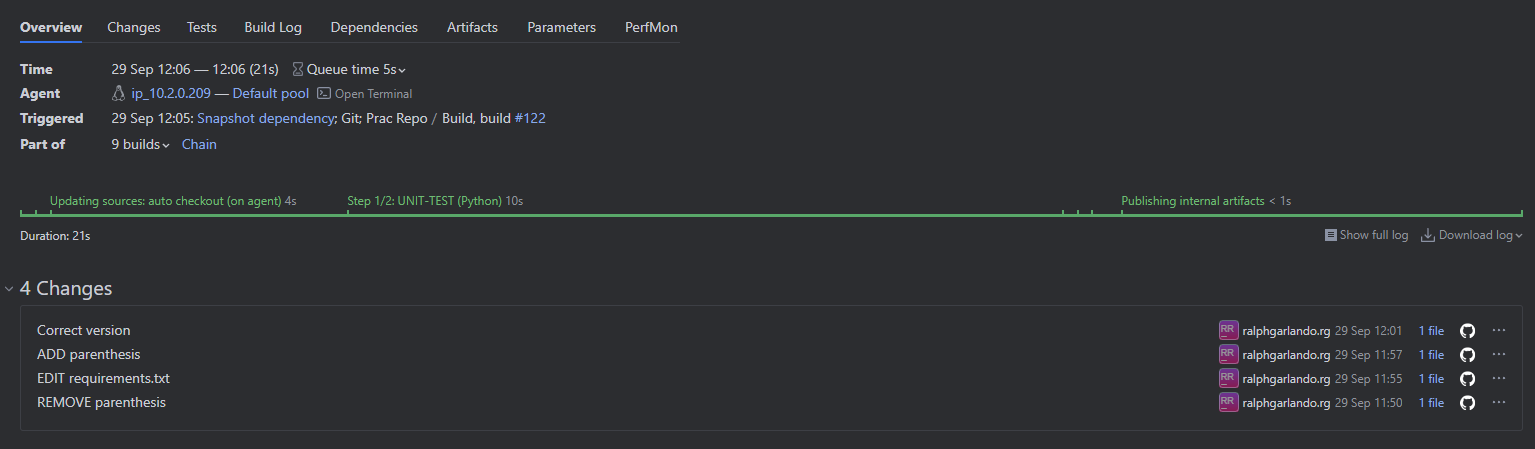 Overview Changes Tests Build Log Dependencies Artifacts Parameters PerfMon
Time 29 Sep 12:06 — 12:06 (21s) Queue time 5s
Agent ip_10.2.0.209 — Default pool Open Terminal
Triggered 29 Sep 12:05: Snapshot dependency; Git; Prac Repo / Build, build #122
Part of 9 builds Chain
Updating sources: auto checkout (on agent) 4s Step 1/2: UNIT-TEST (Python) 10s Publishing internal artifacts < 1s
Duration: 21s Show full log Download log
4 Changes
Correct version RR ralphgarlando.rg 29 Sep 12:01 1 file ···
ADD parenthesis RR ralphgarlando.rg 29 Sep 11:57 1 file ···
EDIT requirements.txt RR ralphgarlando.rg 29 Sep 11:55 1 file ···
REMOVE parenthesis RR ralphgarlando.rg 29 Sep 11:50 1 file ···